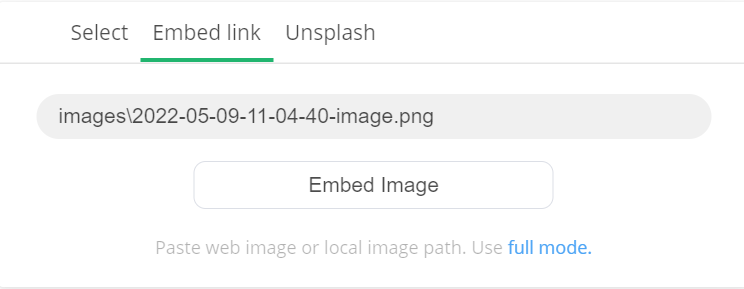 Select Embed link Unsplash
images\2022-05-09-11-04-40-image.png
Embed Image
Paste web image or local image path. Use full mode.